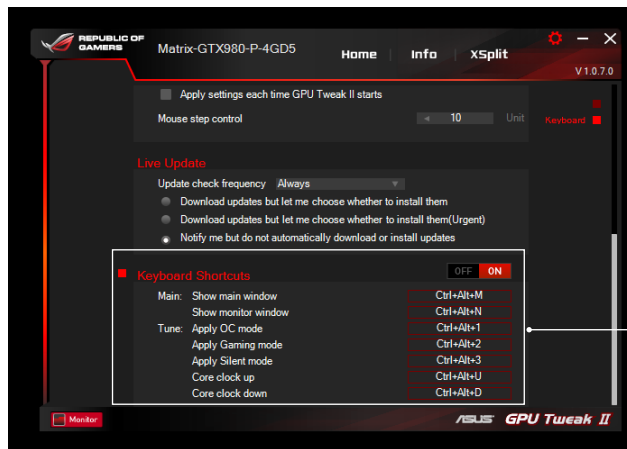 REPUBLIC OF
GAMERS
Matrix-GTX980-P-4GD5
Home
Info
XSplit
V 1.0.7.0
Apply settings each time GPU Tweak II starts
Mouse step control
10
Unit
Keyboard
Live Update
Update check frequency Always
Download updates but let me choose whether to install them
Download updates but let me choose whether to install them(Urgent)
Notify me but do not automatically download or install updates
Keyboard Shortcuts
OFF ON
Main: Show main window Ctrl+Alt+M
Show monitor window Ctrl+Alt+N
Tune: Apply OC mode Ctrl+Alt+1
Apply Gaming mode Ctrl+Alt+2
Apply Silent mode Ctrl+Alt+3
Core clock up Ctrl+Alt+U
Core clock down Ctrl+Alt+D
Monitor
ASUS GPU Tweak II